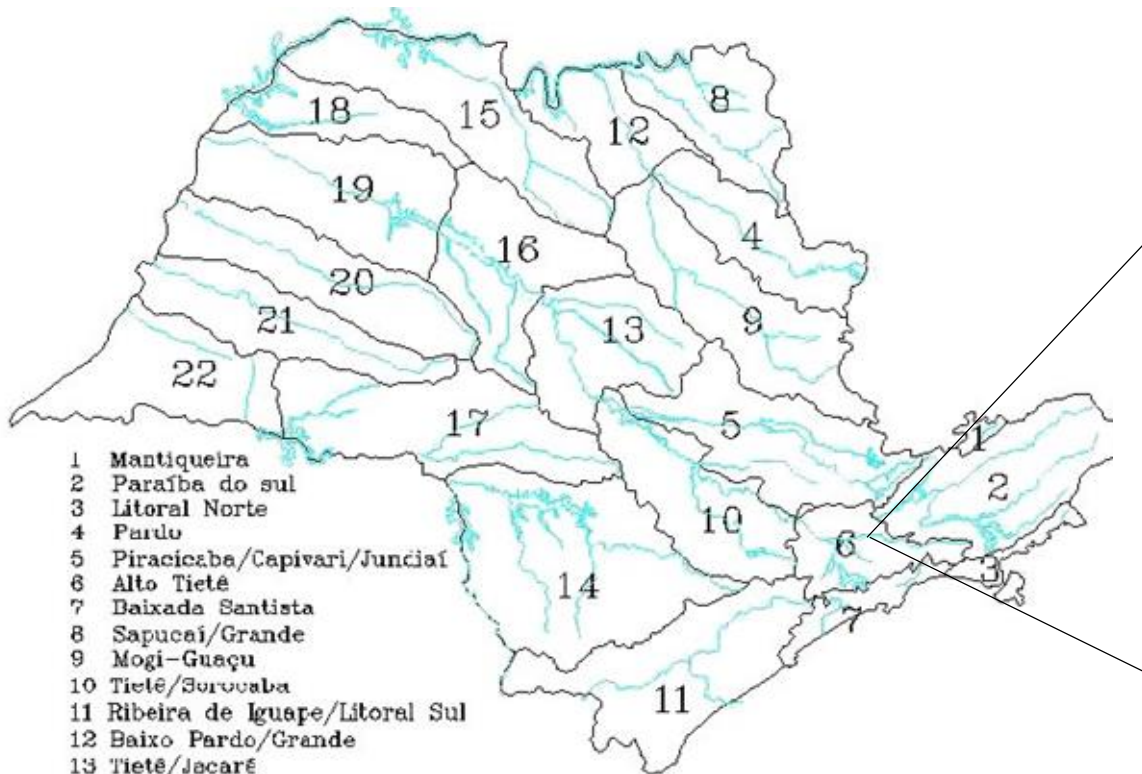 8
18
15
12
19
4
16
20
13
9
21
22
5
1
17
2
10
6
3
14
7
11
1 Mantiqueira
2 Paraíba do sul
3 Litoral Norte
4 Pardo
5 Piracicaba/Capivari/Jundiaí
6 Alto Tietê
7 Baixada Santista
8 Sapucaí/Grande
9 Mogi-Guaçu
10 Tietê/Sorocaba
11 Ribeira de Iguape/Litoral Sul
12 Baixo Pardo/Grande
13 Tietê/Jacaré